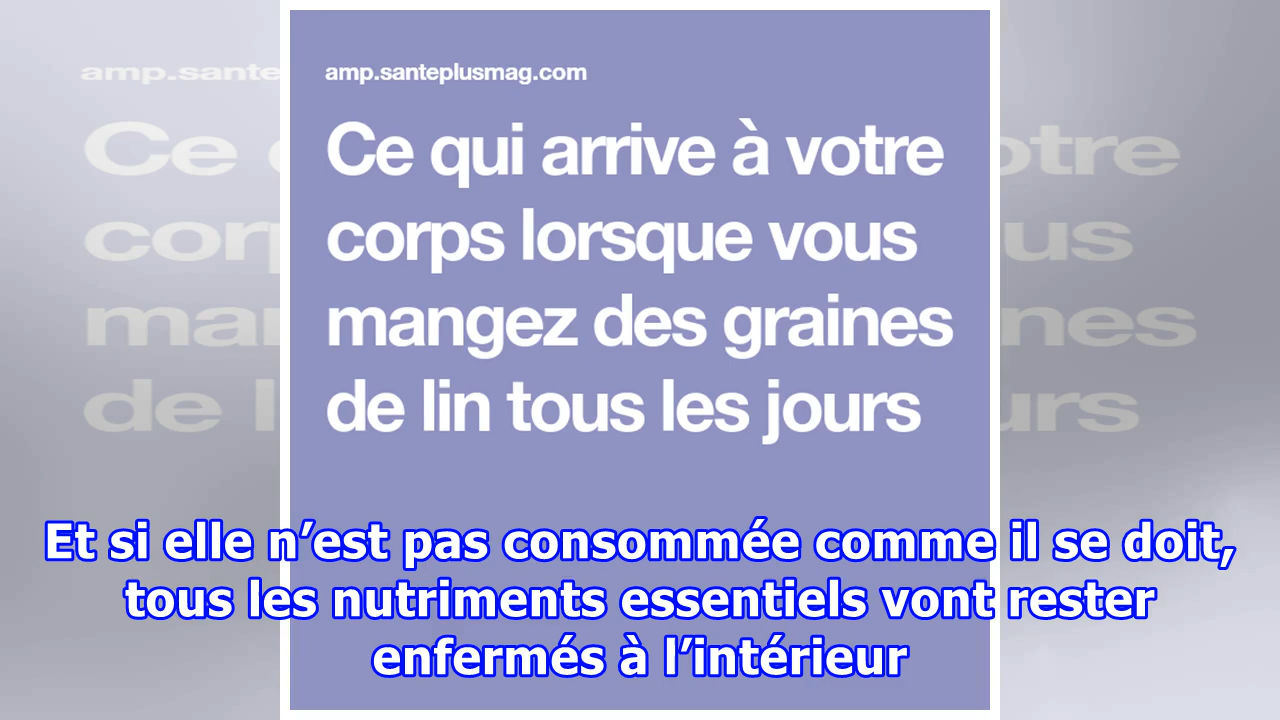 amp.santeplusmag.com
Ce qui arrive à votre
corps lorsque vous
mangez des graines
de lin tous les jours
Et si elle n’est pas consommée comme il se doit,
tous les nutriments essentiels vont rester
enfermés à l’intérieur